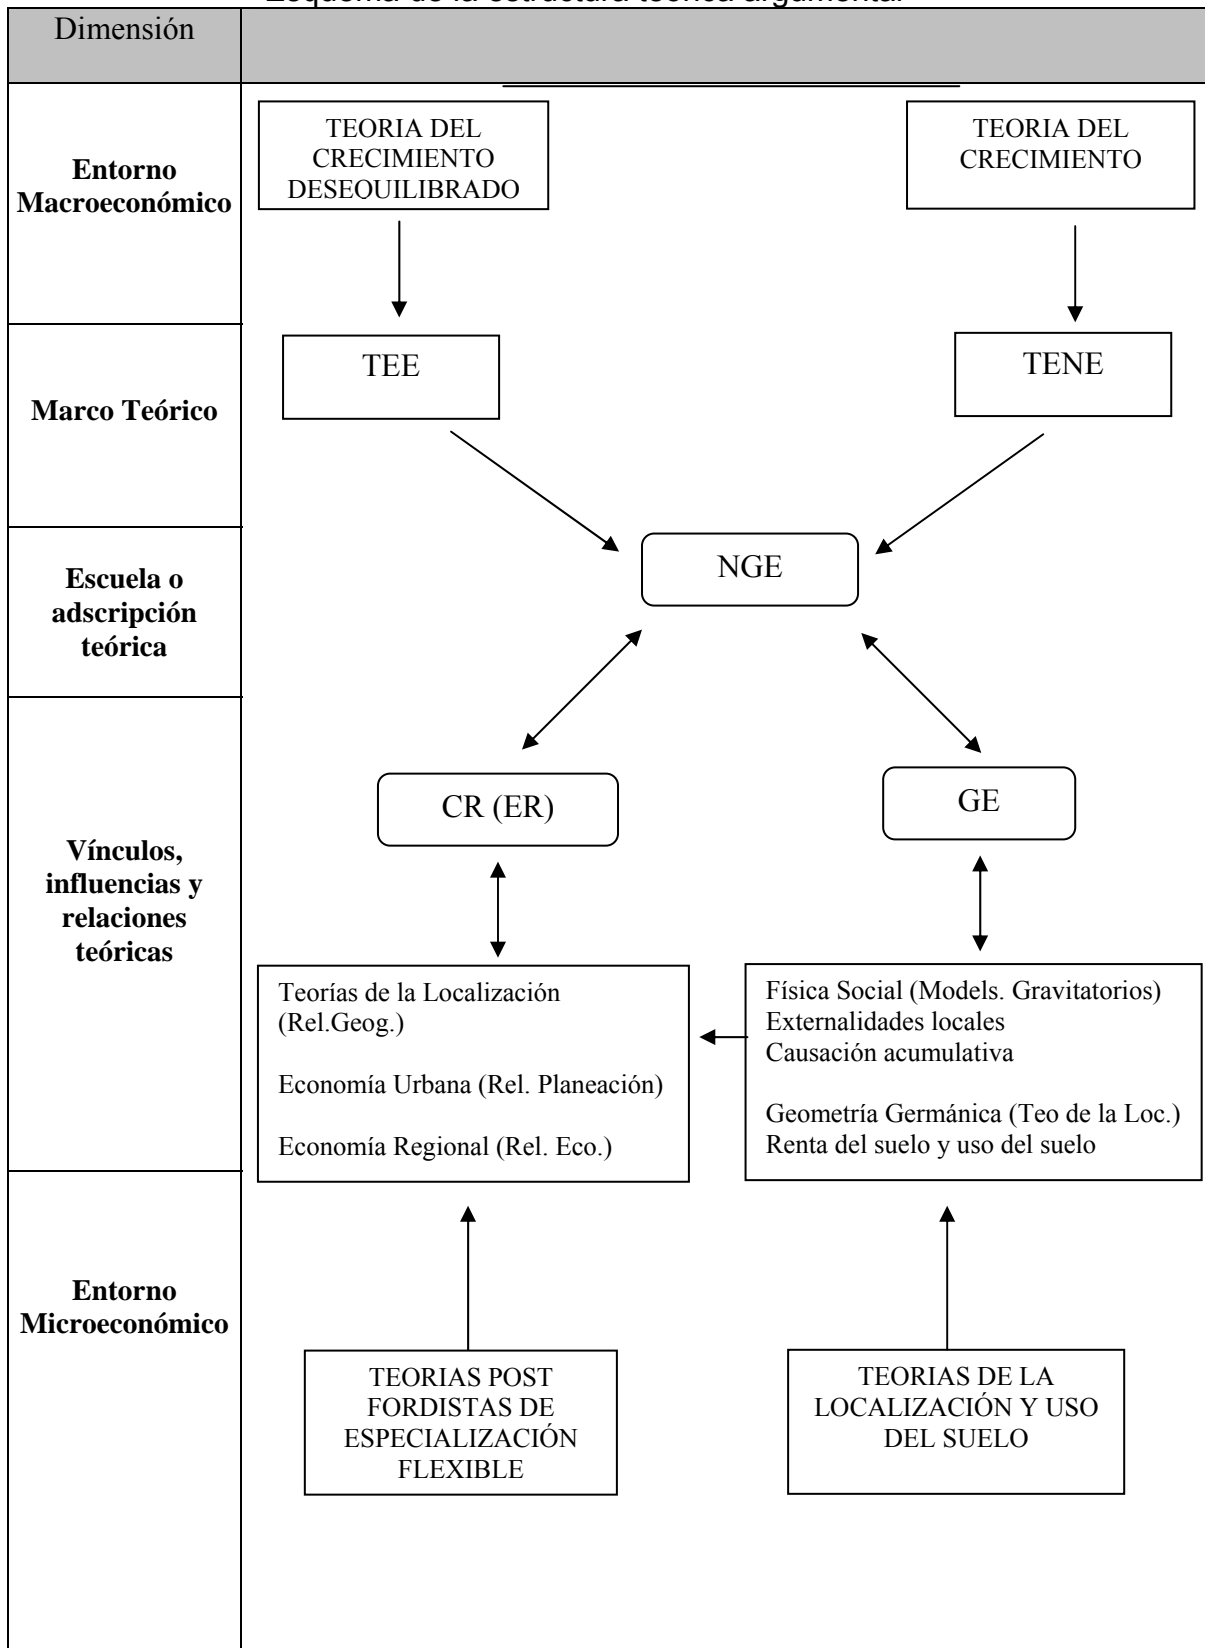 Esquema de la estructura teórica argumental
Dimensión
Entorno
Macroeconómico
TEORIA DEL
CRECIMIENTO
DESEQUILIBRADO
TEORIA DEL
CRECIMIENTO
Marco Teórico
TEE
TENE
Escuela o
adscripción
teórica
NGE
Vínculos,
influencias y
relaciones
teóricas
CR (ER)
GE
Teorías de la Localización
(Rel.Geog.)
Economía Urbana (Rel. Planeación)
Economía Regional (Rel. Eco.)
Física Social (Models. Gravitatorios)
Externalidades locales
Causación acumulativa
Geometría Germánica (Teo de la Loc.)
Renta del suelo y uso del suelo
Entorno
Microeconómico
TEORIAS POST
FORDISTAS DE
ESPECIALIZACIÓN
FLEXIBLE
TEORIAS DE LA
LOCALIZACIÓN Y USO
DEL SUELO